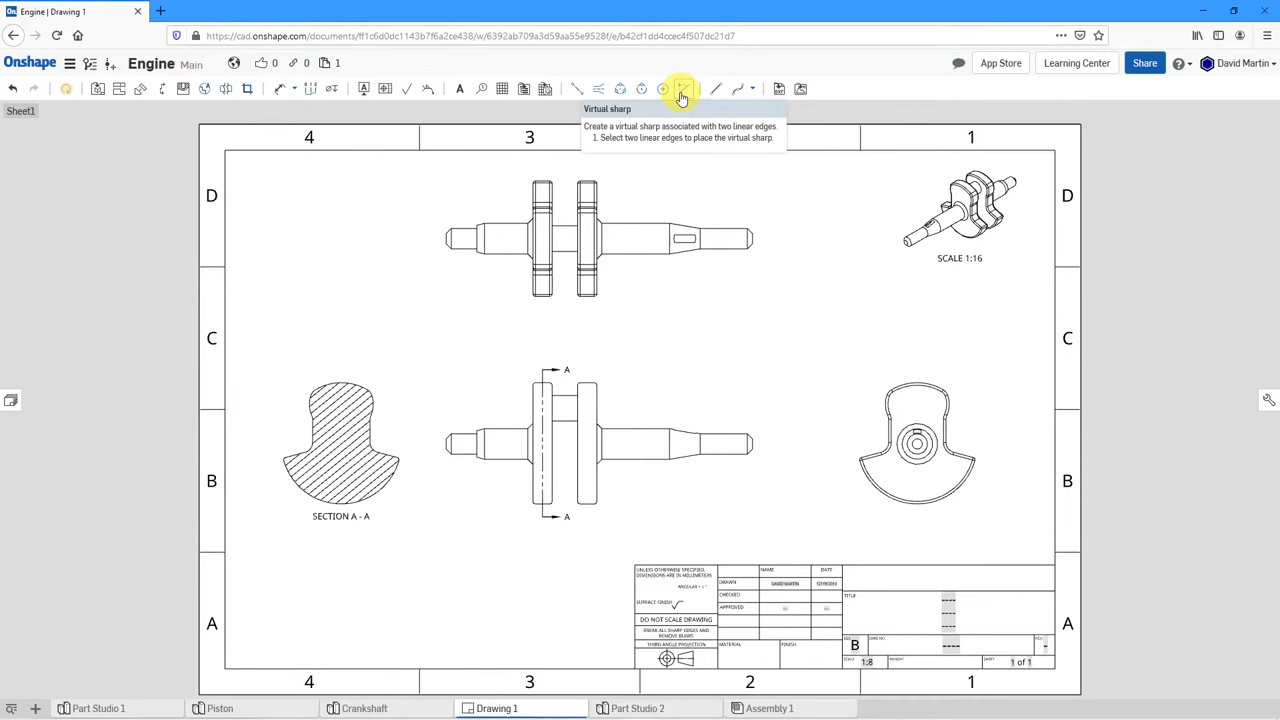 Engine | Drawing 1
https://cad.onshape.com/documents/ff1c6d0dc1143b7f6a2ce438/w/6392ab709a3d59aa55e9528f/e/b42cf1dd4ccec4f507dc21d7
Onshape
Engine Main
0
0
1
App Store
Learning Center
Share
David Martin
Sheet1
Virtual sharp
Create a virtual sharp associated with two linear edges.
1. Select two linear edges to place the virtual sharp.
4 3 1
D D
SCALE 1:16
C C
A
B B
SECTION A - A
A
UNLESS OTHERWISE SPECIFIED,
DIMENSIONS ARE IN MILLIMETERS
SURFACE FINISH
DO NOT SCALE DRAWING
BREAK ALL SHARP EDGES AND
REMOVE BURRS
THIRD ANGLE PROJECTION
NAME DATE
DRAWN DAVID MARTIN
CHECKED
APPROVED
MATERIAL FINISH
TITLE
SIZE
B
DWG NO.
REV
SCALE 1:8 WEIGHT SHEET 1 of 1
A A
4 3 2 1
Part Studio 1
Piston
Crankshaft
Drawing 1
Part Studio 2
Assembly 1